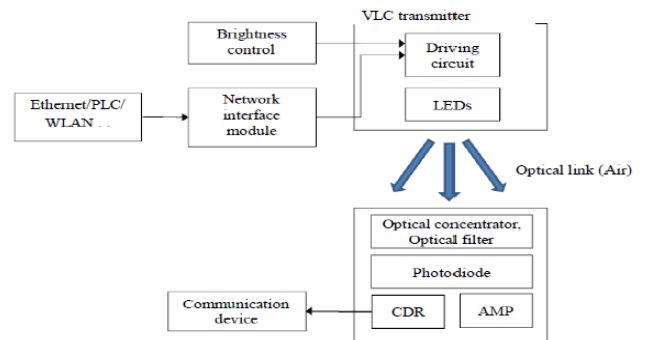 VLC transmitter
Brightness
control
Driving
circuit
Ethernet/PLC/
WLAN . .
Network
interface
module
LEDs
Optical link (Air)
Optical concentrator,
Optical filter
Photodiode
Communication
device
CDR
AMP